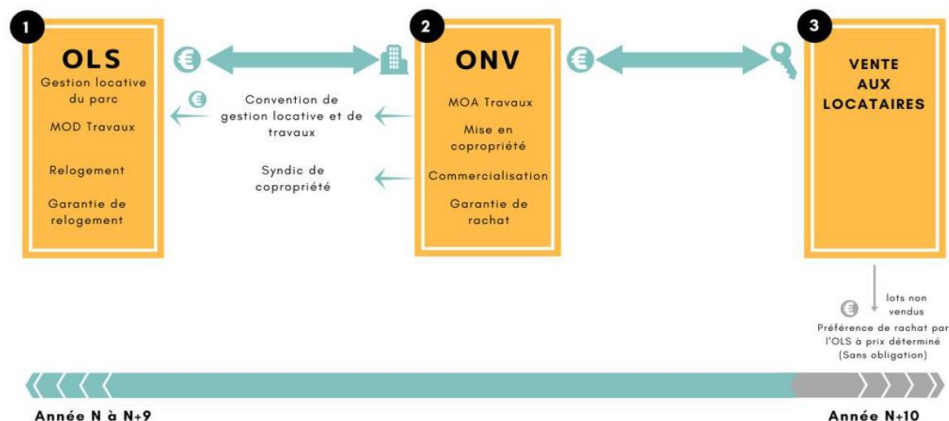 1
OLS
Gestion locative
du parc
MOD Travaux
Relogement
Garantie de
relogement
€
Convention de
gestion locative et de
travaux
Syndic de
copropriété
2
ONV
MOA Travaux
Mise en
copropriété
Commercialisation
Garantie de
rachat
€
3
VENTE
AUX
LOCATAIRES
€
lots non
vendus
Préférence de rachat par
l'OLS à prix déterminé
(Sans obligation)
Année N à N+9
Année N+10